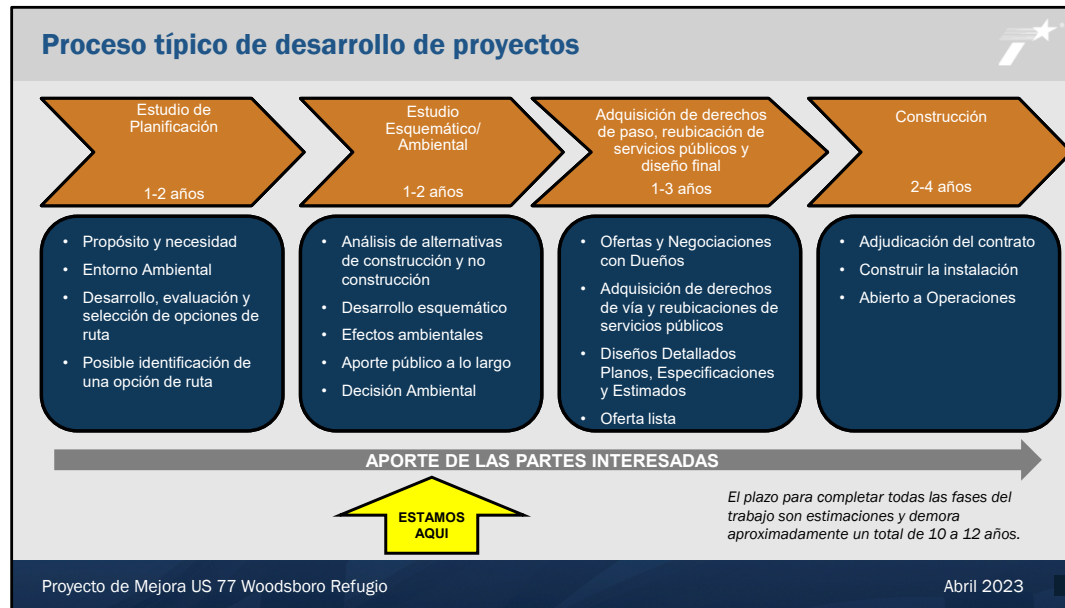 Proceso típico de desarrollo de proyectos
Estudio de
Planificación
1-2 años
Estudio
Esquemático/
Ambiental
1-2 años
Adquisición de derechos
de paso, reubicación de
servicios públicos y
diseño final
1-3 años
Construcción
2-4 años
• Propósito y necesidad
• Entorno Ambiental
• Desarrollo, evaluación y
selección de opciones de
ruta
• Posible identificación de
una opción de ruta
• Análisis de alternativas
de construcción y no
construcción
• Desarrollo esquemático
• Efectos ambientales
• Aporte público a lo largo
• Decisión Ambiental
• Ofertas y Negociaciones
con Dueños
• Adquisición de derechos
de vía y reubicaciones de
servicios públicos
• Diseños Detallados
Planos, Especificaciones
y Estimados
• Oferta lista
• Adjudicación del contrato
• Construir la instalación
• Abierto a Operaciones
APORTE DE LAS PARTES INTERESADAS
ESTAMOS
AQUI
El plazo para completar todas las fases del
trabajo son estimaciones y demora
aproximadamente un total de 10 a 12 años.
Proyecto de Mejora US 77 Woodsboro Refugio
Abril 2023